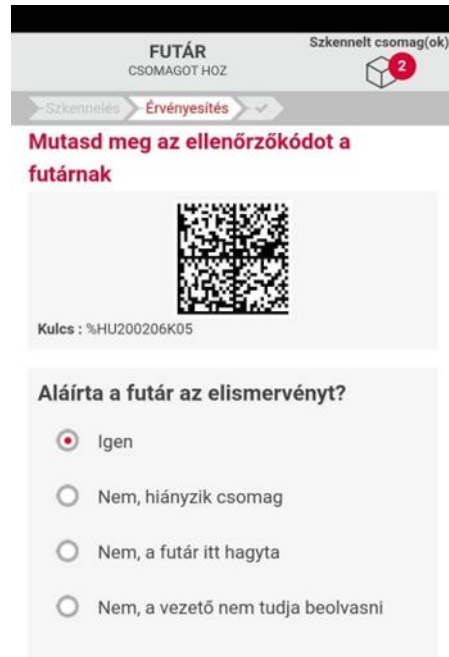 FUTÁR
CSOMAGOT HOZ
Szkennelt csomag(ok)
2
Szkennelés
Érvényesítés
Mutasd meg az ellenőrzőkódot a
futárnak
Kulcs : %HU200206K05
Aláírta a futár az elismervényt?
Igen
Nem, hiányzik csomag
Nem, a futár itt hagyta
Nem, a vezető nem tudja beolvasni